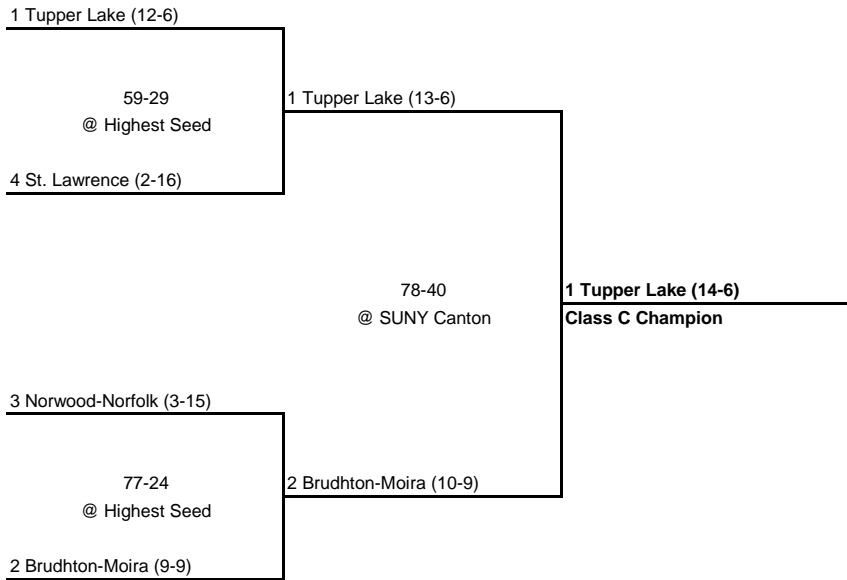 1 Tupper Lake (12-6)
59-29
@ Highest Seed
1 Tupper Lake (13-6)
4 St. Lawrence (2-16)
78-40
@ SUNY Canton
1 Tupper Lake (14-6)
Class C Champion
3 Norwood-Norfolk (3-15)
77-24
@ Highest Seed
2 Brudhton-Moira (10-9)
2 Brudhton-Moira (9-9)